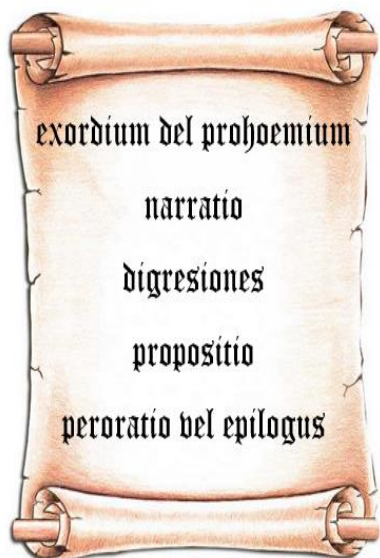 exordium del prohoemium
narratio
digresiones
propositio
peroratio vel epilogus